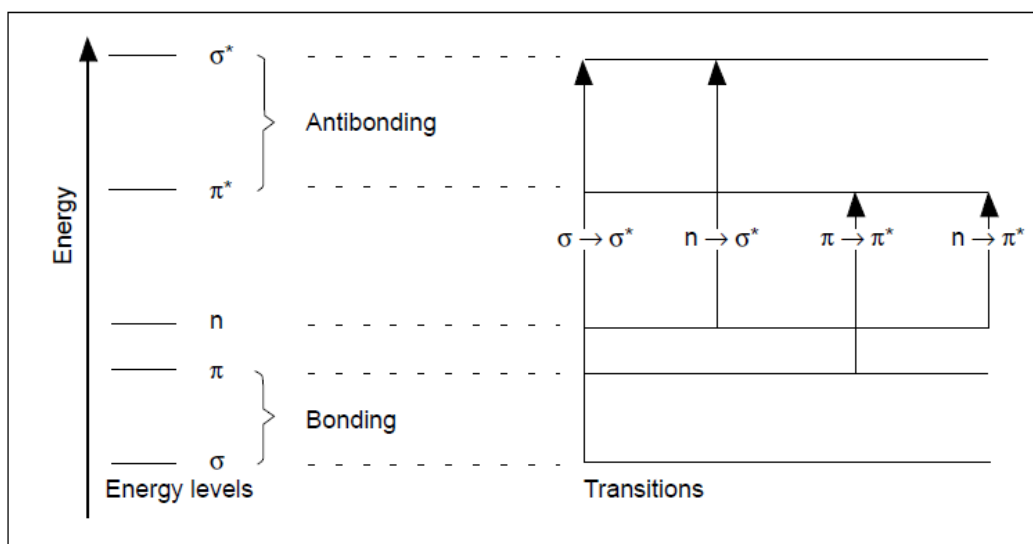 σ*
Antibonding
π*
Energy
σ → σ*
n → σ*
π → π*
n → π*
n
π
Bonding
σ
Energy levels
Transitions